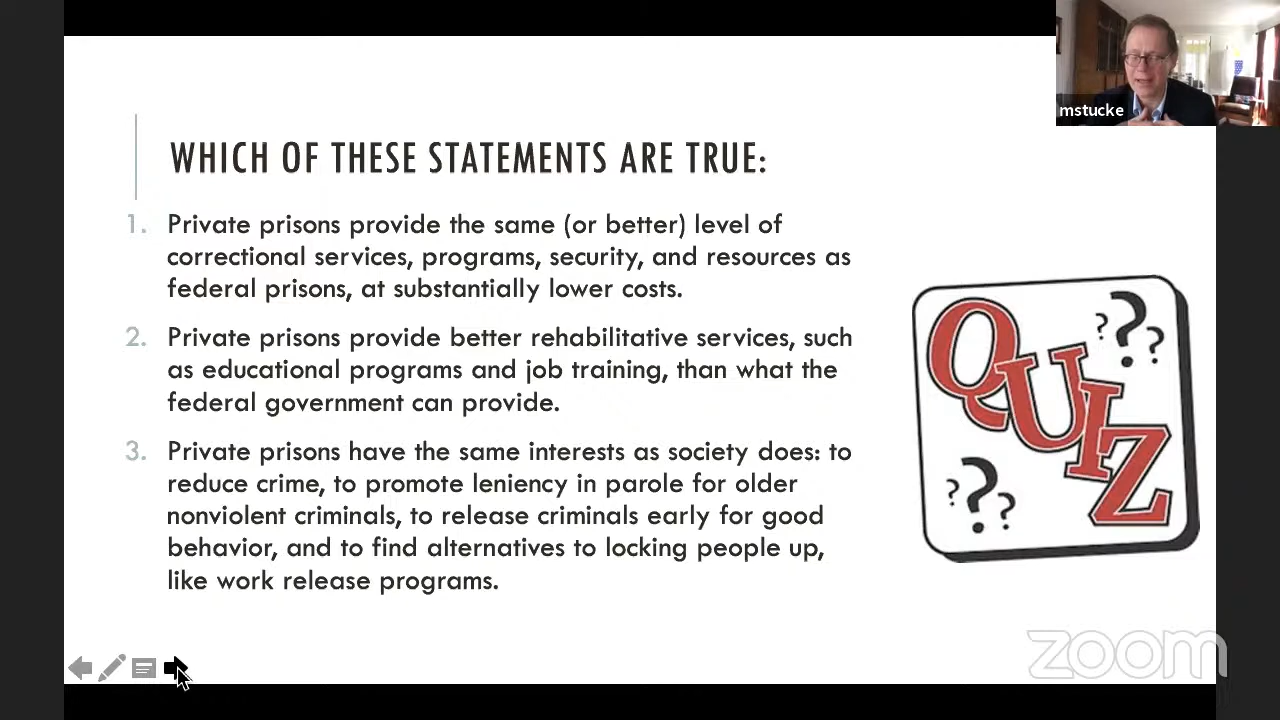 mstucke
WHICH OF THESE STATEMENTS ARE TRUE:
1. Private prisons provide the same (or better) level of
correctional services, programs, security, and resources as
federal prisons, at substantially lower costs.
2. Private prisons provide better rehabilitative services, such
as educational programs and job training, than what the
federal government can provide.
3. Private prisons have the same interests as society does: to
reduce crime, to promote leniency in parole for older
nonviolent criminals, to release criminals early for good
behavior, and to find alternatives to locking people up,
like work release programs.
? ? ?
QUIZ
? ? ?
zoom